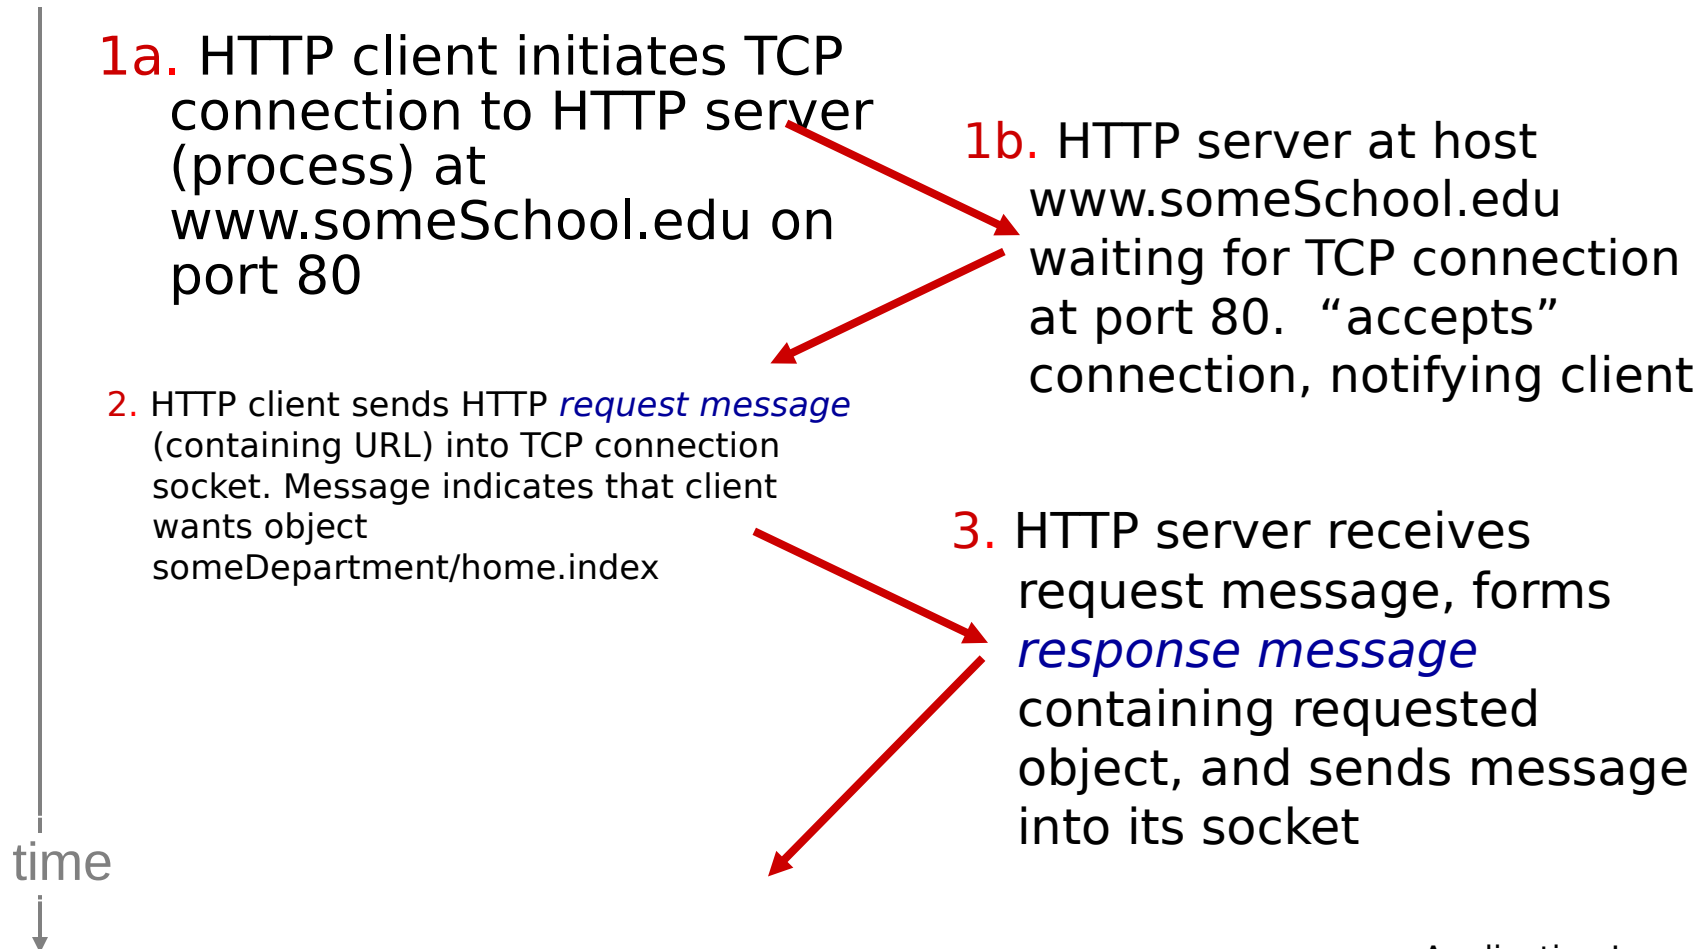 1a. HTTP client initiates TCP
connection to HTTP server
(process) at
www.someSchool.edu on
port 80
1b. HTTP server at host
www.someSchool.edu
waiting for TCP connection
at port 80. “accepts”
connection, notifying client
2. HTTP client sends HTTP request message
(containing URL) into TCP connection
socket. Message indicates that client
wants object
someDepartment/home.index
3. HTTP server receives
request message, forms
response message
containing requested
object, and sends message
into its socket
time